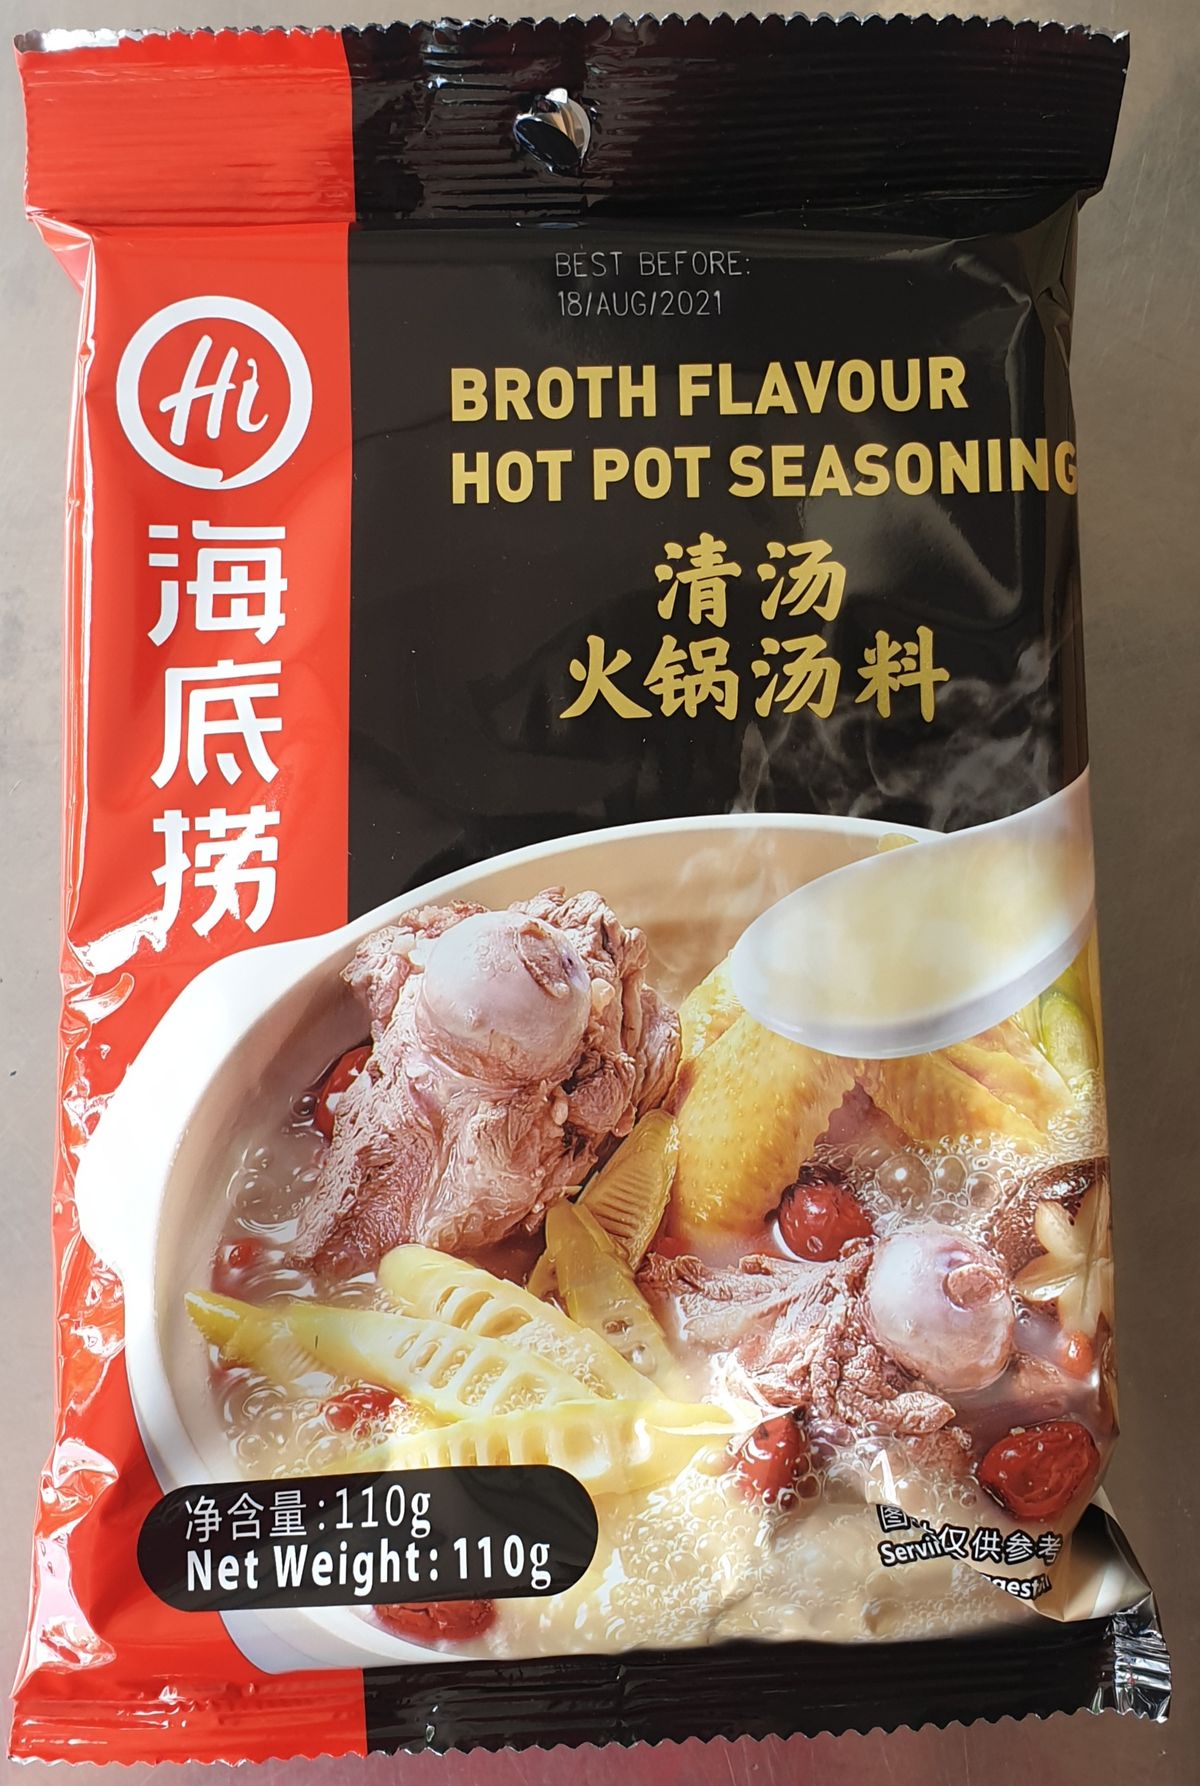 BEST BEFORE:
18/AUG/2021
Hi
海底捞
BROTH FLAVOUR
HOT POT SEASONING
清汤
火锅汤料
净含量:110g
Net Weight: 110g
仅供参考